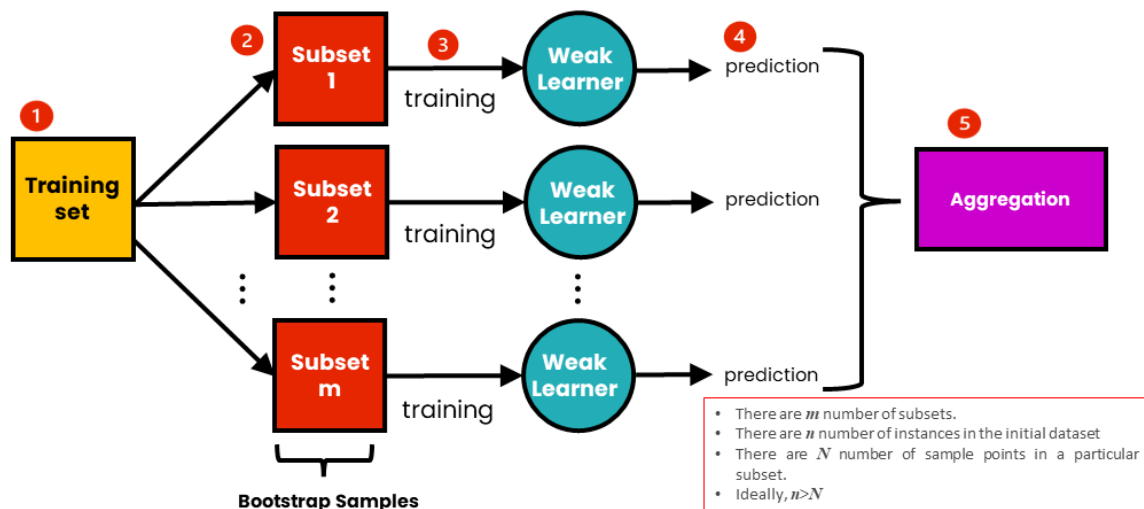 1
Training
set
2
Subset
1
3
training
Weak
Learner
4
prediction
Subset
2
training
Weak
Learner
prediction
Subset
m
training
Weak
Learner
prediction
5
Aggregation
Bootstrap Samples
• There are m number of subsets.
• There are n number of instances in the initial dataset
• There are N number of sample points in a particular
subset.
• Ideally, n>N